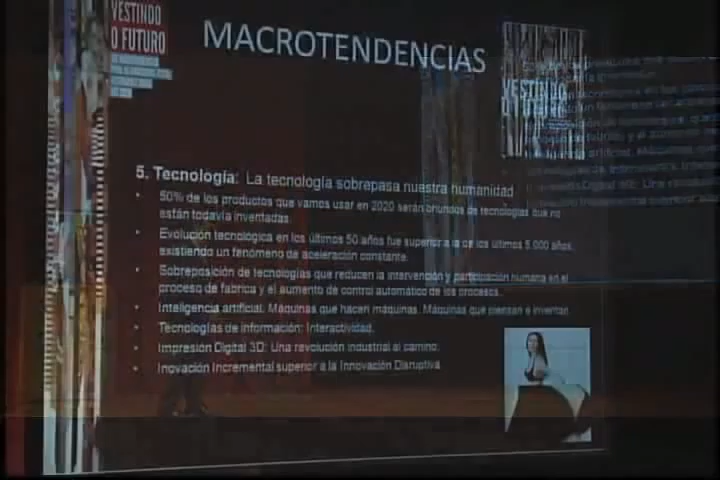 VESTINDO
O FUTURO
MACROTENDENCIAS
VESTINDO
O FUTURO
5. Tecnología: La tecnología sobrepasa nuestra humanidad
• 50% de los productos que vamos usar en 2020 serán oriundos de tecnologías que no
están todavía inventadas.
• Evolución tecnológica en los últimos 50 años fue superior a la de los últimos 5.000 años,
existiendo un fenómeno de aceleración constante.
• Sobreposición de tecnologías que reducen la intervención y participación humana en el
proceso de fabrica y el aumento de control automatico de los procesos.
• Inteligencia artificial. Máquinas que hacen máquinas. Máquinas que piensan e inventan.
• Tecnologías de información: Interactividad.
• Impresión Digital 3D: Una revolución industrial al camino.
• Inovación Incremental superior a la Innovación Disruptiva